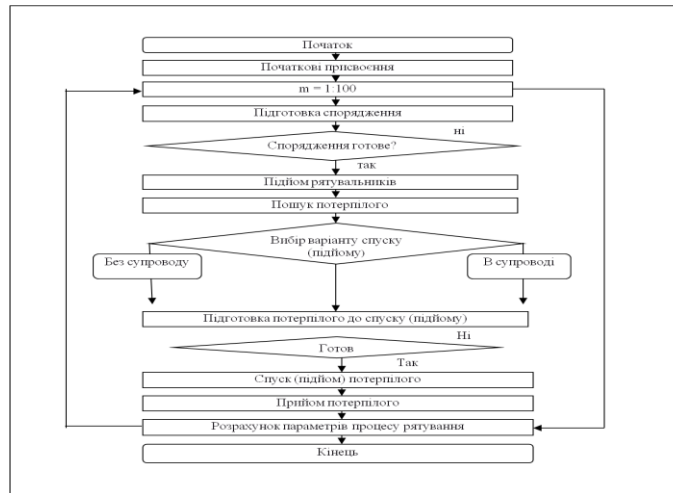 Початок
Початкові присвоєння
m = 1:100
Підготовка спорядження
ні
Спорядження готове?
так
Підйом рятувальників
Пошук потерпілого
Вибір варіанту спуску
(підйому)
Без супроводу
В супроводі
Підготовка потерпілого до спуску (підйому)
Ні
Готов
Так
Спуск (підйом) потерпілого
Прийом потерпілого
Розрахунок параметрів процесу рятування
Кінець